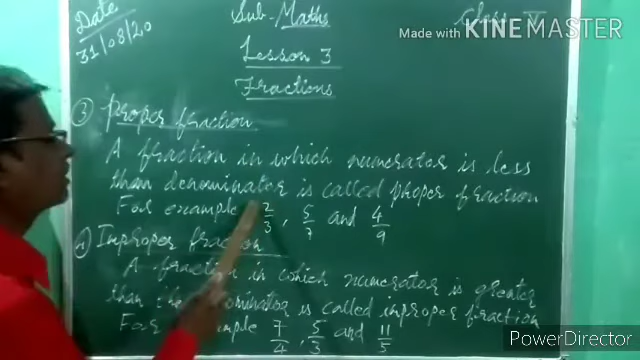 Date
31/08/20
Sub-Maths
Class V
Made with KINEMASTER
Lesson 3
Fractions
③ Proper fraction
A fraction in which numerator is less
than denominator is called proper fraction
For example 2/3, 5/7 and 4/9
④ Improper fraction
A fraction in which numerator is greater
than the denominator is called improper fraction
For example 7/4, 5/3 and 11/5
PowerDirector